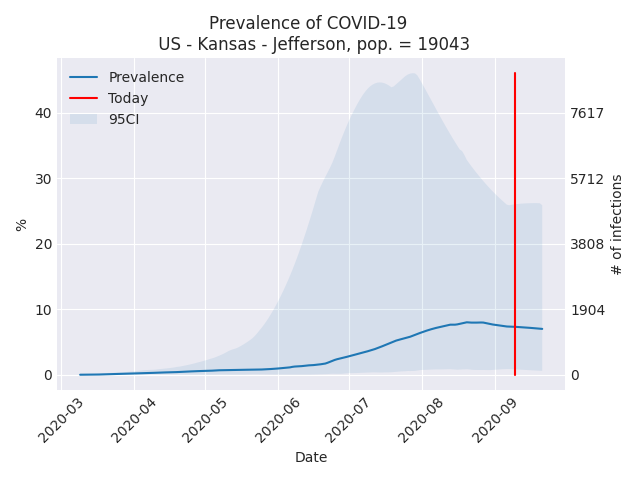 Prevalence of COVID-19
US - Kansas - Jefferson, pop. = 19043
Prevalence
Today
95CI
40
30
20
10
0
%
7617
5712
3808
1904
0
# of infections
2020-03
2020-04
2020-05
2020-06
2020-07
2020-08
2020-09
Date